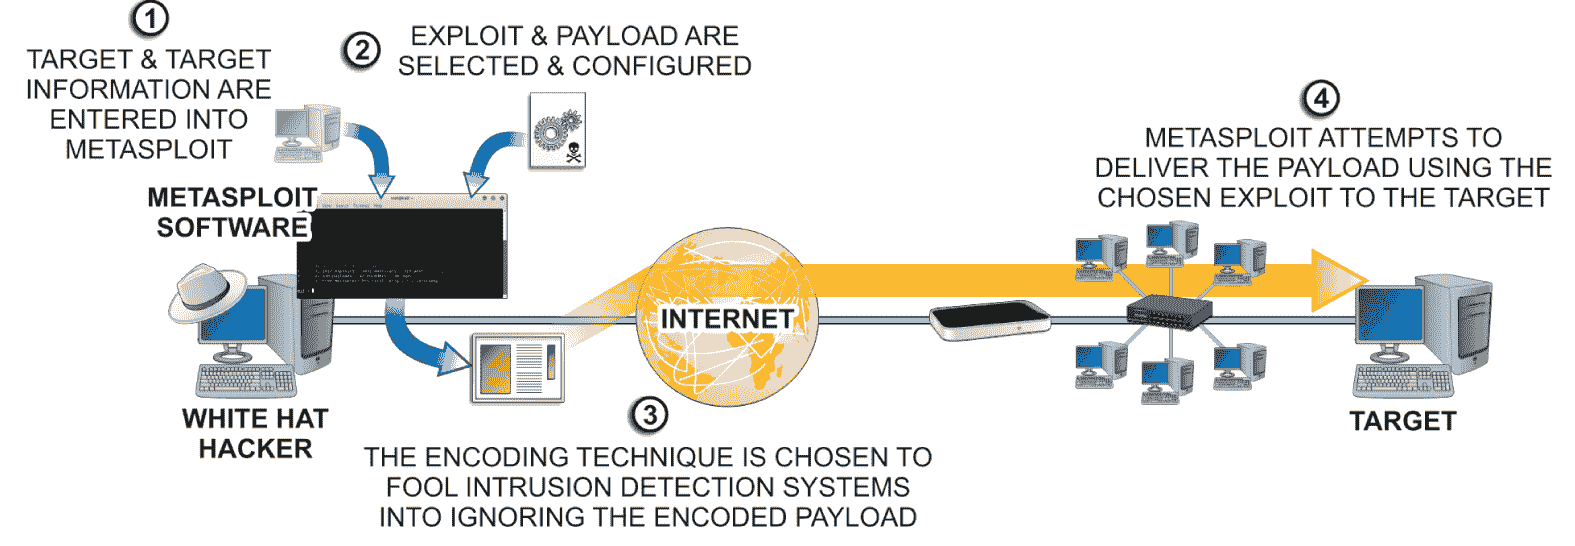 1
TARGET & TARGET
INFORMATION ARE
ENTERED INTO
METASPLOIT
2
EXPLOIT & PAYLOAD ARE
SELECTED & CONFIGURED
METASPLOIT
SOFTWARE
WHITE HAT
HACKER
INTERNET
3
THE ENCODING TECHNIQUE IS CHOSEN TO
FOOL INTRUSION DETECTION SYSTEMS
INTO IGNORING THE ENCODED PAYLOAD
4
METASPLOIT ATTEMPTS TO
DELIVER THE PAYLOAD USING THE
CHOSEN EXPLOIT TO THE TARGET
TARGET